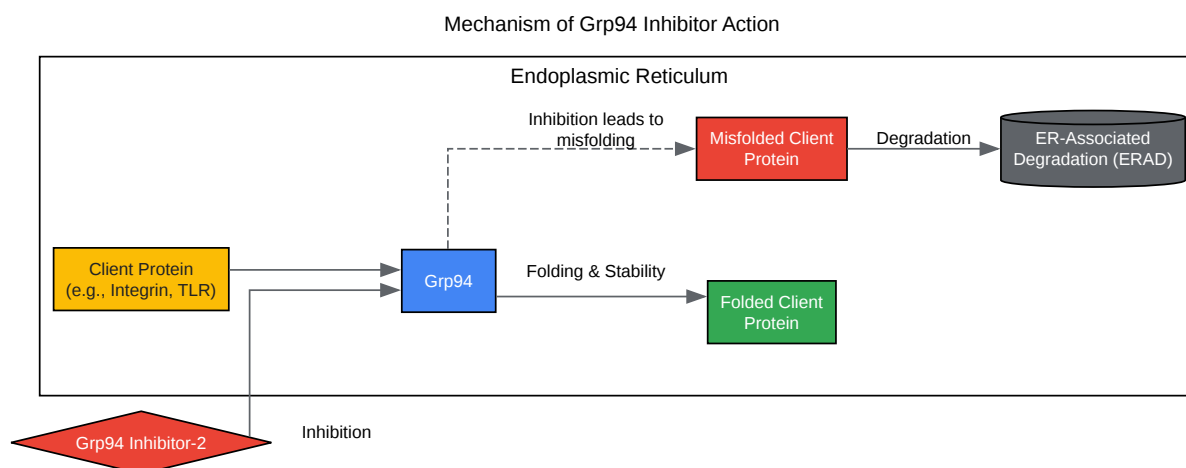 Mechanism of Grp94 Inhibitor Action
Endoplasmic Reticulum
Inhibition leads to
misfolding
Misfolded Client
Protein
Degradation
ER-Associated
Degradation (ERAD)
Client Protein
(e.g., Integrin, TLR)
Grp94
Folding & Stability
Folded Client
Protein
Grp94 Inhibitor-2
Inhibition